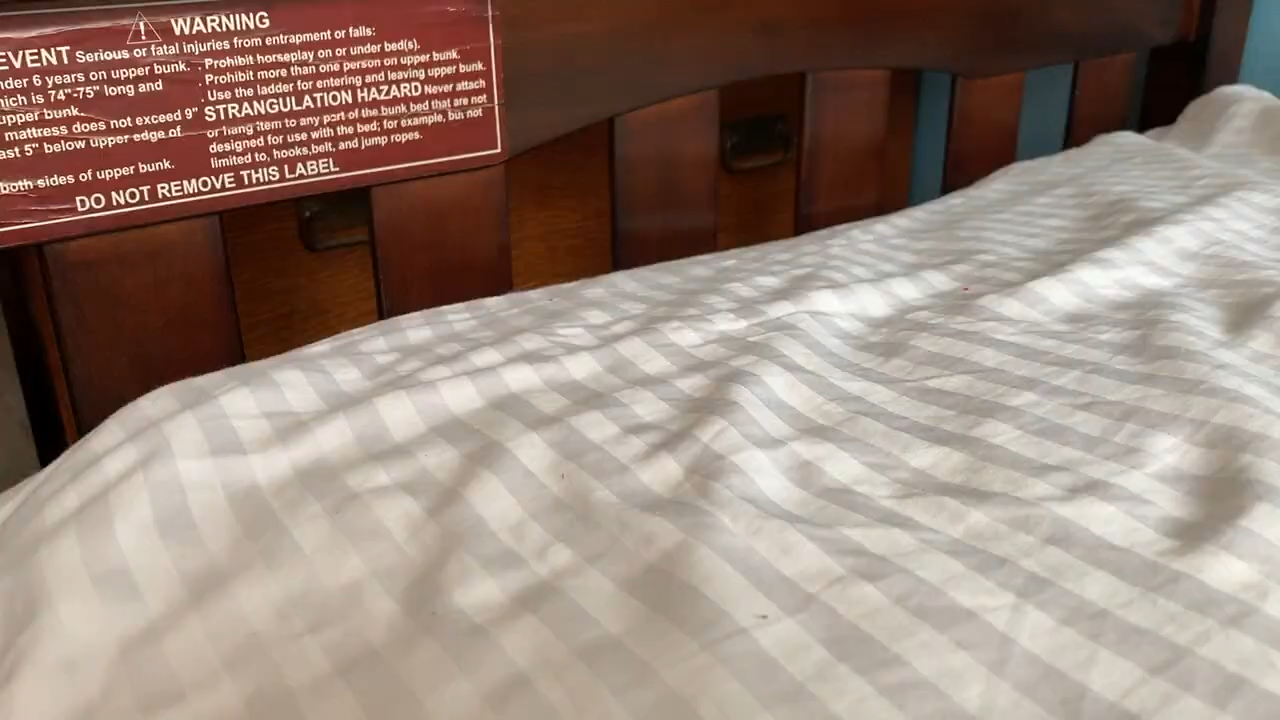 WARNING
EVENT Serious or fatal injuries from entrapment or falls:
nder 6 years on upper bunk. . Prohibit horseplay on or under bed(s).
hich is 74"-75" long and . Prohibit more than one person on upper bunk.
upper bunk. . Use the ladder for entering and leaving upper bunk.
mattress does not exceed 9" STRANGULATION HAZARD Never attach
ast 5" below upper edge of or hang item to any part of the bunk bed that are not
designed for use with the bed; for example, but not
both sides of upper bunk. limited to, hooks,belt, and jump ropes.
DO NOT REMOVE THIS LABEL